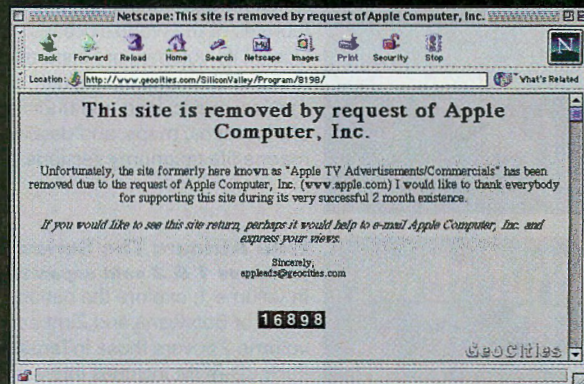 Netscape: This site is removed by request of Apple Computer, Inc.
Back Forward Reload Home Search Netscape Images Print Security Stop
N
Location: http://www.geocities.com/SiliconValley/Program/8198/ What's Related
This site is removed by request of Apple
Computer, Inc.
Unfortunately, the site formerly here known as "Apple TV Advertisements/Commercials" has been
removed due to the request of Apple Computer, Inc. (www.apple.com) I would like to thank everybody
for supporting this site during its very successful 2 month existence.
If you would like to see this site return, perhaps it would help to e-mail Apple Computer, Inc. and
express your views.
Sincerely,
appleads@geocities.com
16898
GeoCities